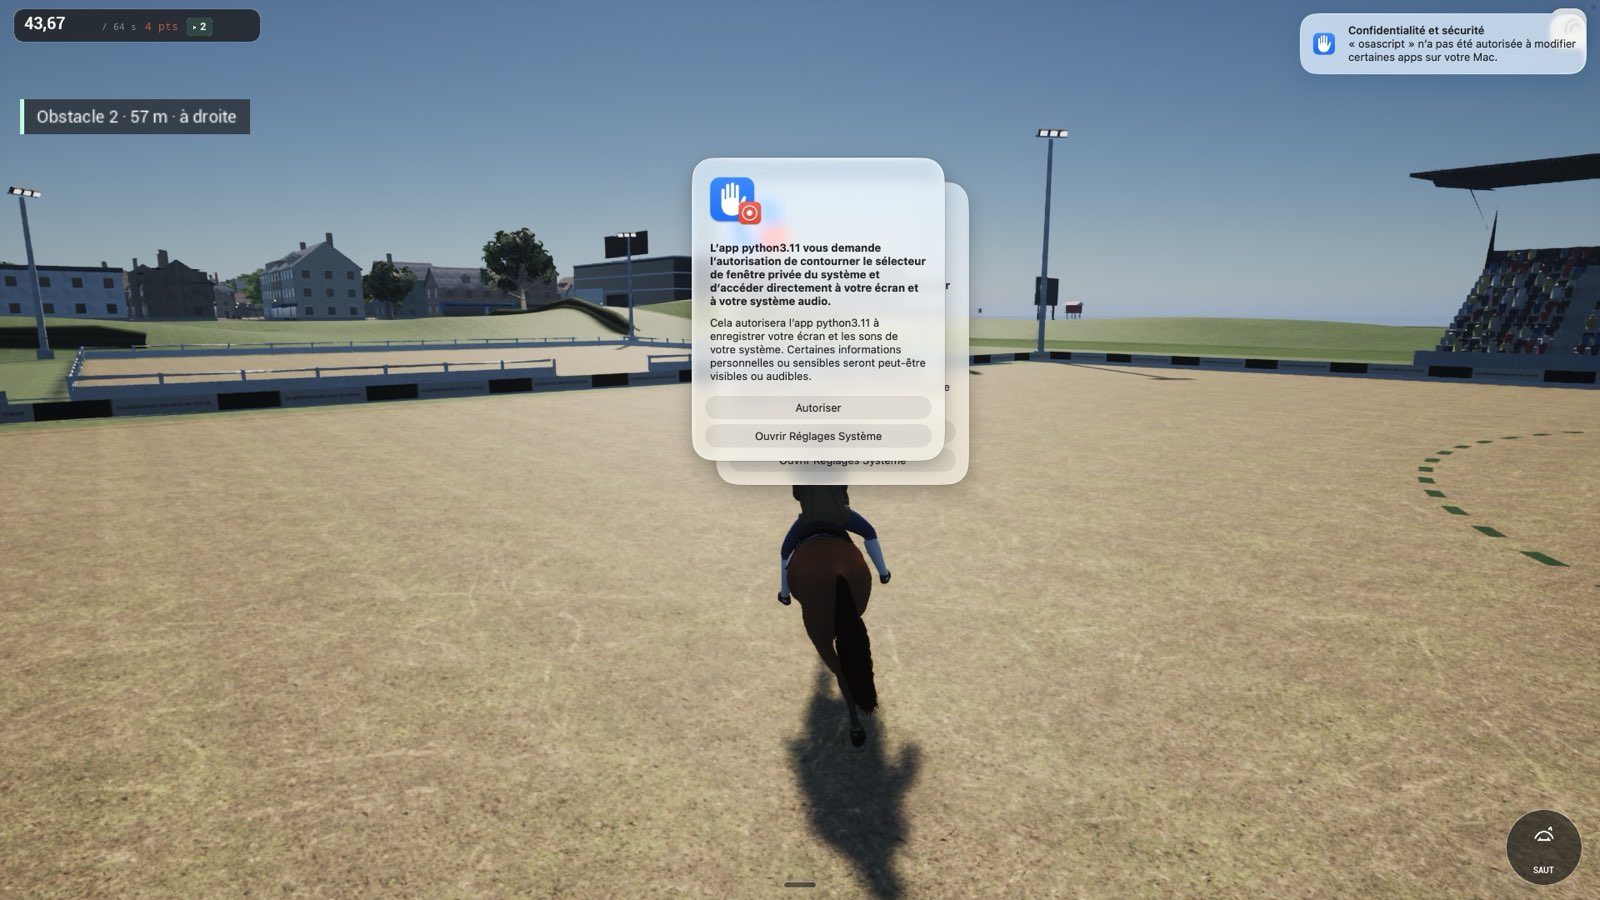 43,67 / 64 s 4 pts ▸ 2
Confidentialité et sécurité
« osascript » n'a pas été autorisée à modifier
certaines apps sur votre Mac.
Obstacle 2 · 57 m · à droite
L'app python3.11 vous demande
l'autorisation de contourner le sélecteur
de fenêtre privée du système et
d'accéder directement à votre écran et
à votre système audio.
Cela autorisera l'app python3.11 à
enregistrer votre écran et les sons de
votre système. Certaines informations
personnelles ou sensibles seront peut-être
visibles ou audibles.
Autoriser
Ouvrir Réglages Système
Ouvrir Réglages Système
SAUT